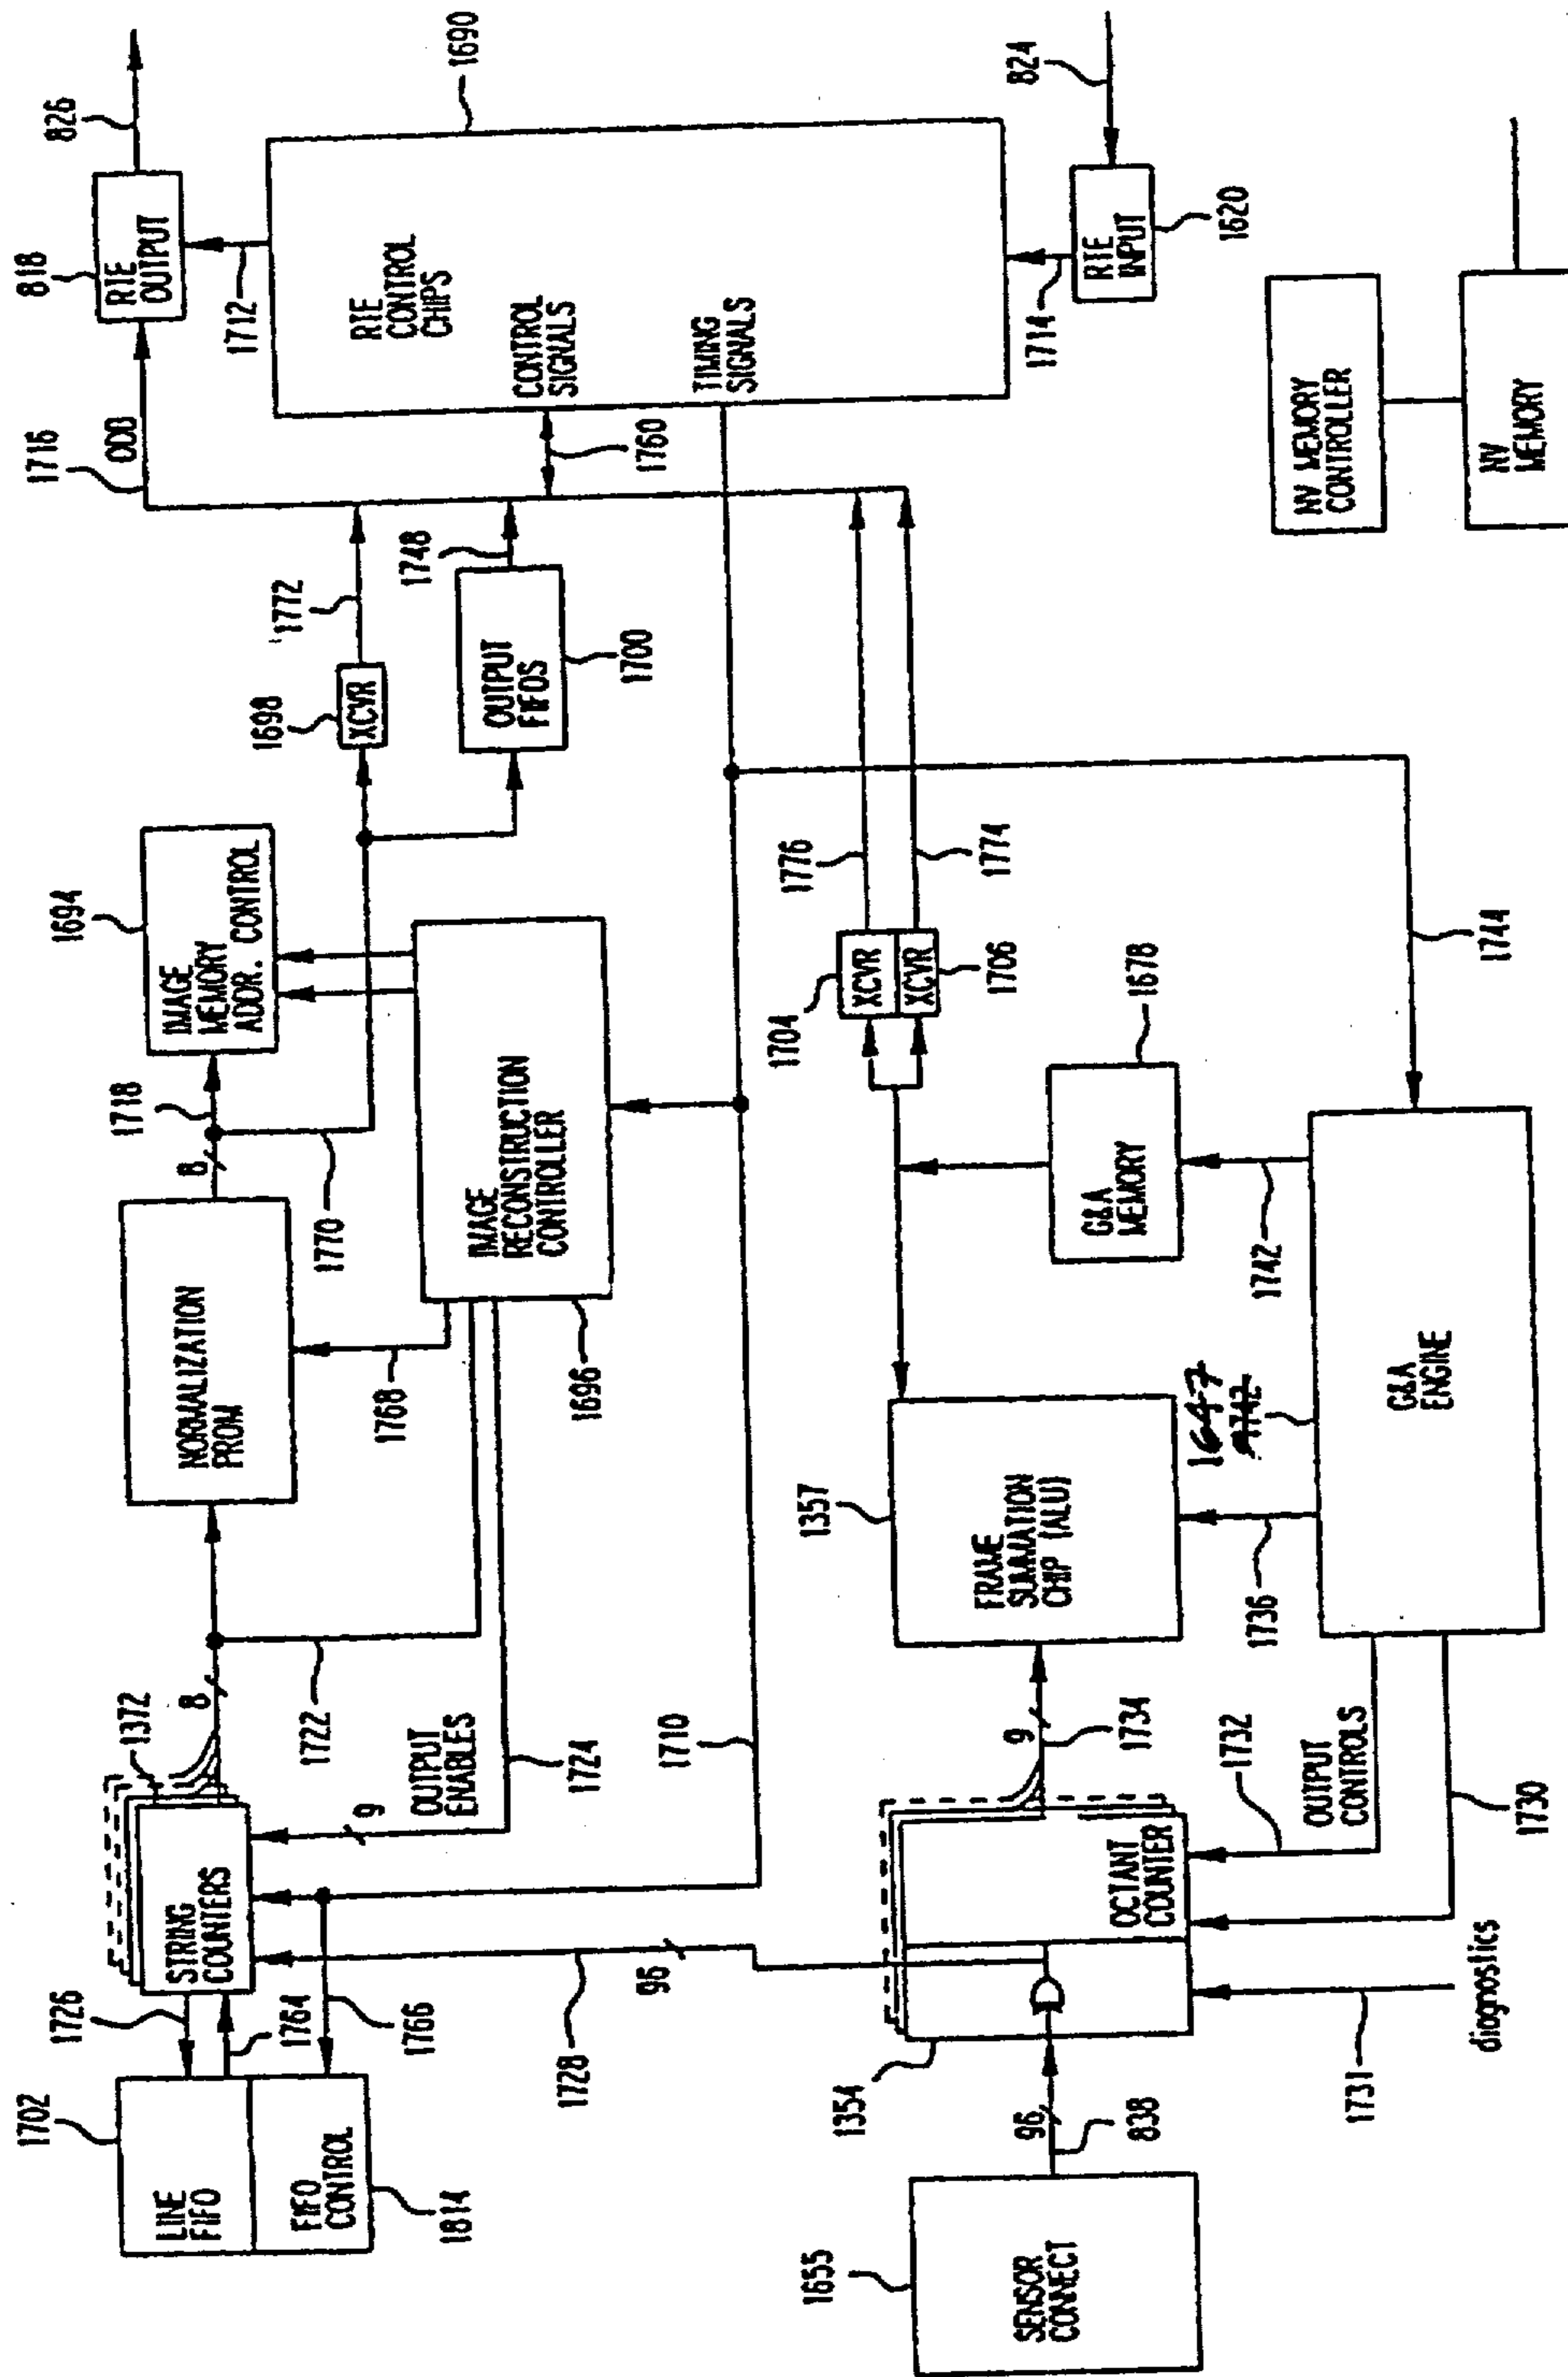 1702
LINE
FIFO
FIFO
CONTROL
1814
1726
1764
1766
STRING
COUNTERS
1372
8
1722
9
OUTPUT
ENABLES
1724
1728
96
1710
NORMALIZATION
PROM
1768
8
1718
1770
1694
IMAGE
MEMORY
ADDR. CONTROL
IMAGE
RECONSTRUCTION
CONTROLLER
1696
1698
XCVR
1772
OUTPUT
FIFOS
1700
1748
1716
ODD
818
RTE
OUTPUT
826
1712
RTE
CONTROL
CHIPS
CONTROL
SIGNALS
TIMING
SIGNALS
1690
1760
1714
RTE
INPUT
1620
824
1655
SENSOR
CONNECT
96
838
1354
OCTANT
COUNTER
1731
diagnostics
9
1734
1732
OUTPUT
CONTROLS
1730
1357
FRAME
SUMMATION
CHIP (ALU)
1736
1647
1742
G&A
ENGINE
1742
G&A
MEMORY
1678
1704
XCVR
XCVR
1706
1776
1774
1744
NV MEMORY
CONTROLLER
NV
MEMORY